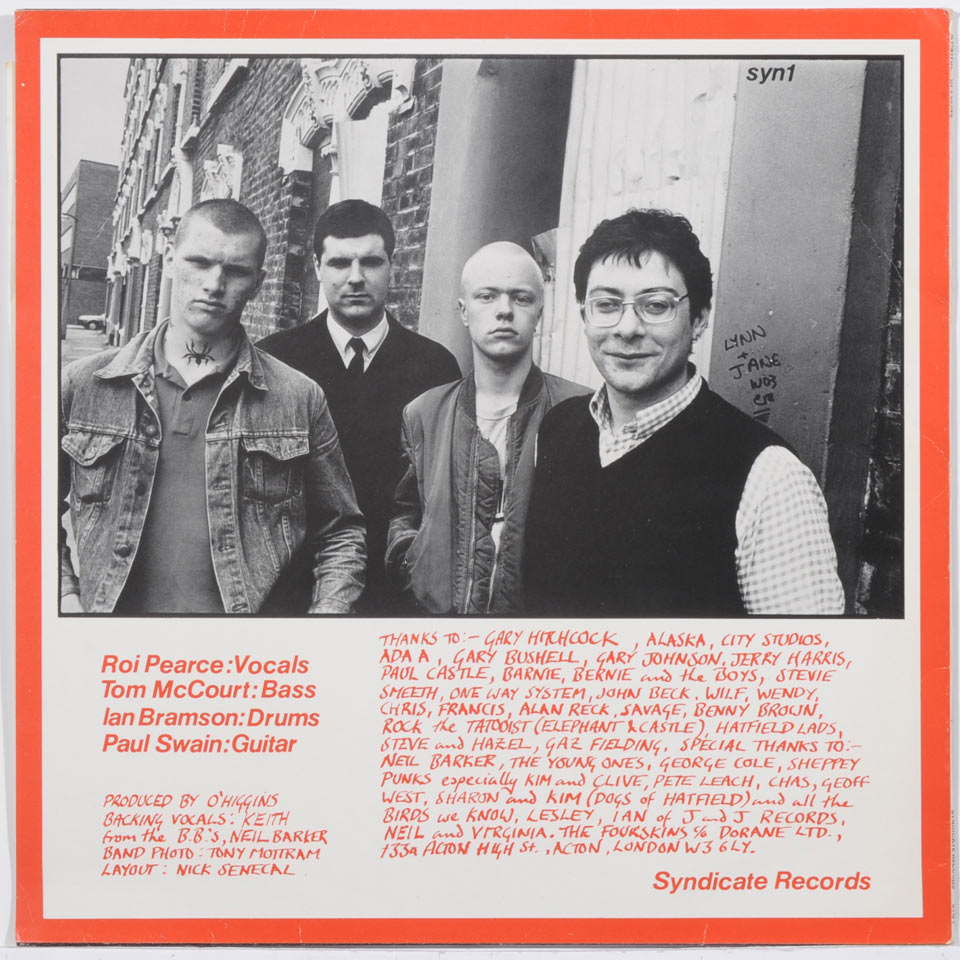 syn1
LYNN
+
JANE
W03
Roi Pearce:Vocals
Tom McCourt:Bass
Ian Bramson:Drums
Paul Swain:Guitar
PRODUCED BY O'HIGGINS
BACKING VOCALS: KEITH
from the B.B.'s, NEIL BARKER
BAND PHOTO: TONY MOTTRAM
LAYOUT: NICK SENECAL
THANKS TO:- GARY HITCHCOCK, ALASKA, CITY STUDIOS,
ADA A, GARY BUSHELL, GARY JOHNSON, JERRY HARRIS,
PAUL CASTLE, BARNIE, BERNIE and the BOYS, STEVIE
SMEETH, ONE WAY SYSTEM, JOHN BECK, WILF, WENDY,
CHRIS, FRANCIS, ALAN RECK, SAVAGE, BENNY BROWN,
ROCK the TATOOIST (ELEPHANT & CASTLE), HATFIELD LADS,
STEVE and HAZEL, GAZ FIELDING. SPECIAL THANKS TO:-
NEIL BARKER, THE YOUNG ONES, GEORGE COLE, SHEPPEY
PUNKS especially KIM and CLIVE, PETE LEACH, CHAS, GEOFF
WEST, SHARON and KIM (DOGS of HATFIELD) and all the
BIRDS we KNOW, LESLEY, IAN of J and J RECORDS,
NEIL and VIRGINIA. THE FOURSKINS c/o DORANE LTD.,
133a ACTON HIGH St., ACTON, LONDON W3 6LY.
Syndicate Records